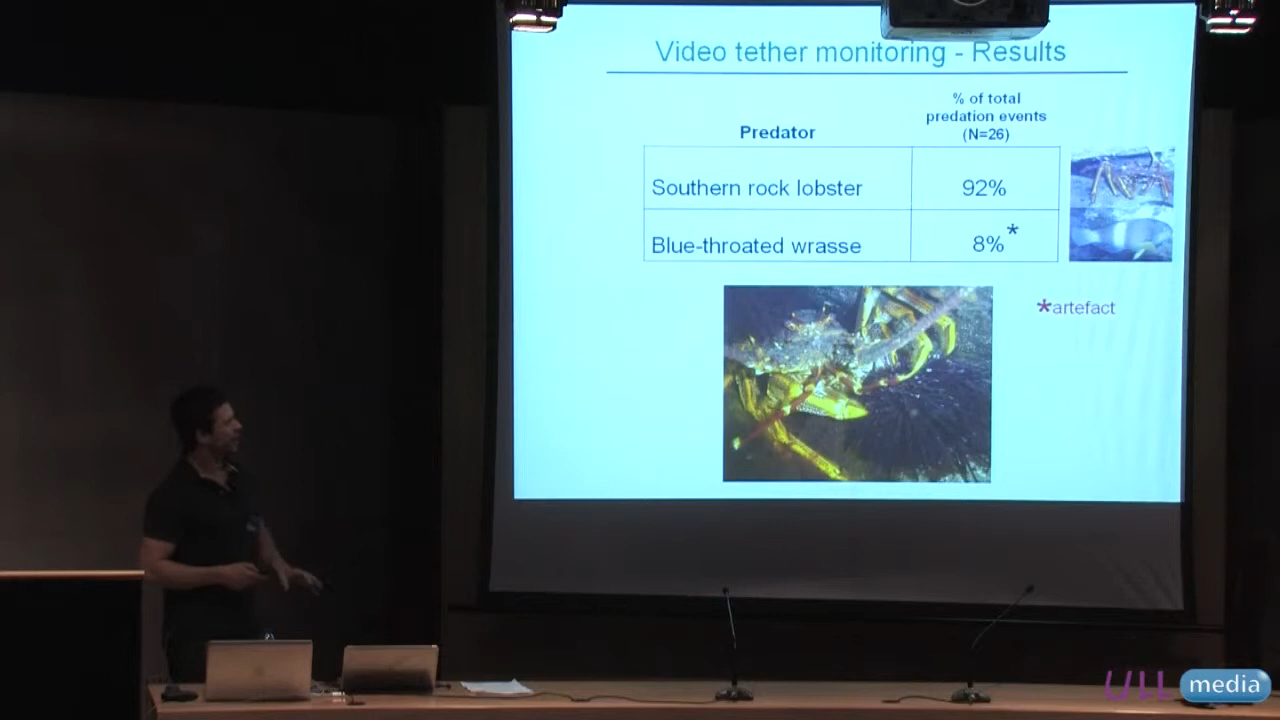 Video tether monitoring - Results
% of total
predation events
(N=26)
Predator
Southern rock lobster
92%
Blue-throated wrasse
8%*
*artefact
ULL media